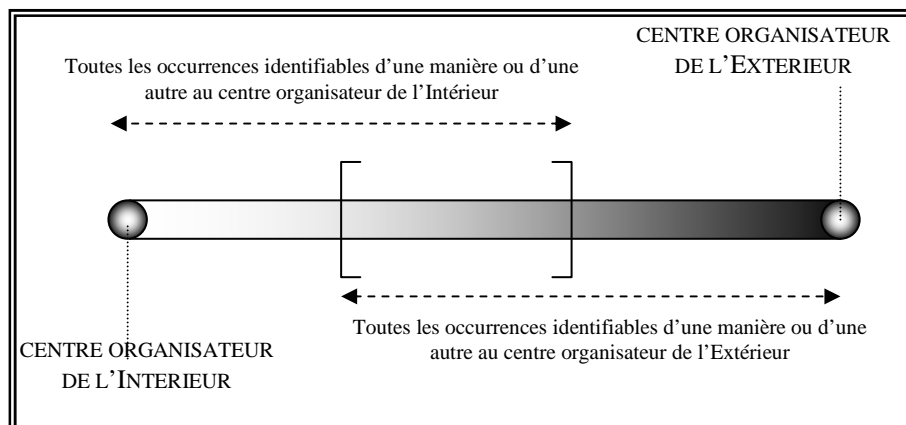 CENTRE ORGANISATEUR
DE L’EXTERIEUR
Toutes les occurrences identifiables d’une manière ou d’une
autre au centre organisateur de l’Intérieur
Toutes les occurrences identifiables d’une manière ou d’une
autre au centre organisateur de l’Extérieur
CENTRE ORGANISATEUR
DE L’INTERIEUR